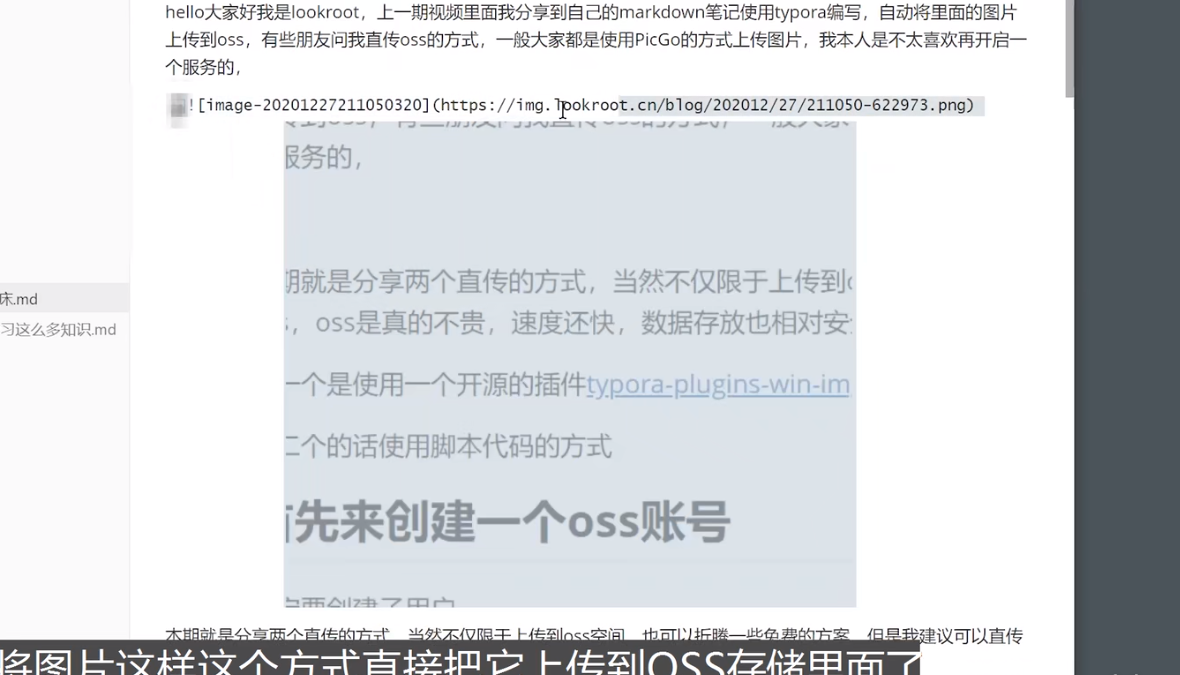 hello大家好我是lookroot，上一期视频里面我分享到自己的markdown笔记使用typora编写，自动将里面的图片
上传到oss，有些朋友问我直传oss的方式，一般大家都是使用PicGo的方式上传图片，我本人是不太喜欢再开启一
个服务的，
![image-20201227211050320](https://img.lookroot.cn/blog/202012/27/211050-622973.png)
服务的，
期就是分享两个直传的方式，当然不仅限于上传到o
，oss是真的不贵，速度还快，数据存放也相对安
一个是使用一个开源的插件typora-plugins-win-im
二个的话使用脚本代码的方式
首先来创建一个oss账号
床.md
习这么多知识.md
本期就是分享两个直传的方式，当然不仅限于上传到oss空间，也可以折腾一些免费的方案，但是我建议可以直传
将图片这样这个方式直接把它上传到OSS存储里面了